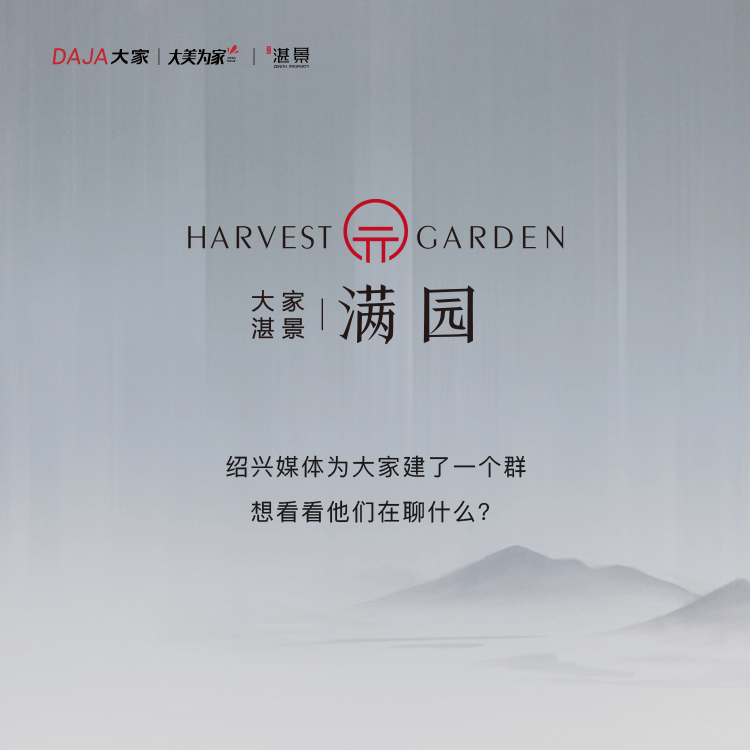 DAJA大家 | 大美为家 | 湛景
ZENITH PROPERTY
HARVEST GARDEN
大家湛景 | 满园
绍兴媒体为大家建了一个群
想看看他们在聊什么?